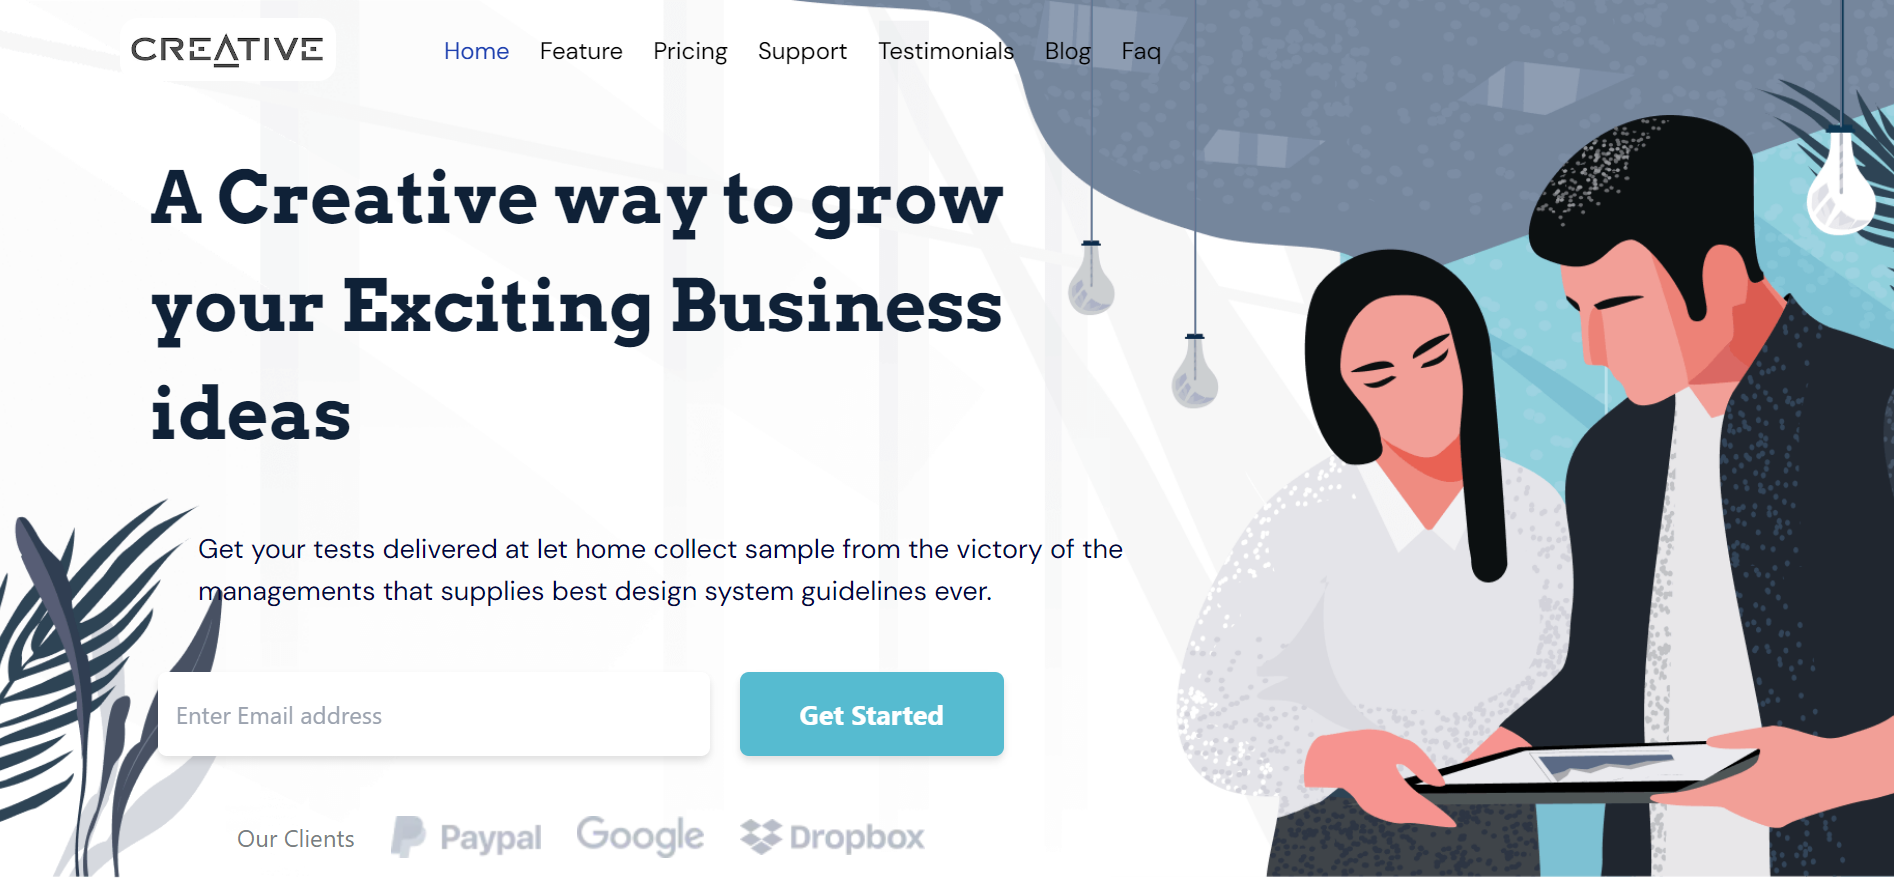 CREATIVE
Home Feature Pricing Support Testimonials Blog Faq
A Creative way to grow
your Exciting Business
ideas
Get your tests delivered at let home collect sample from the victory of the
managements that supplies best design system guidelines ever.
Enter Email address
Get Started
Our Clients Paypal Google Dropbox